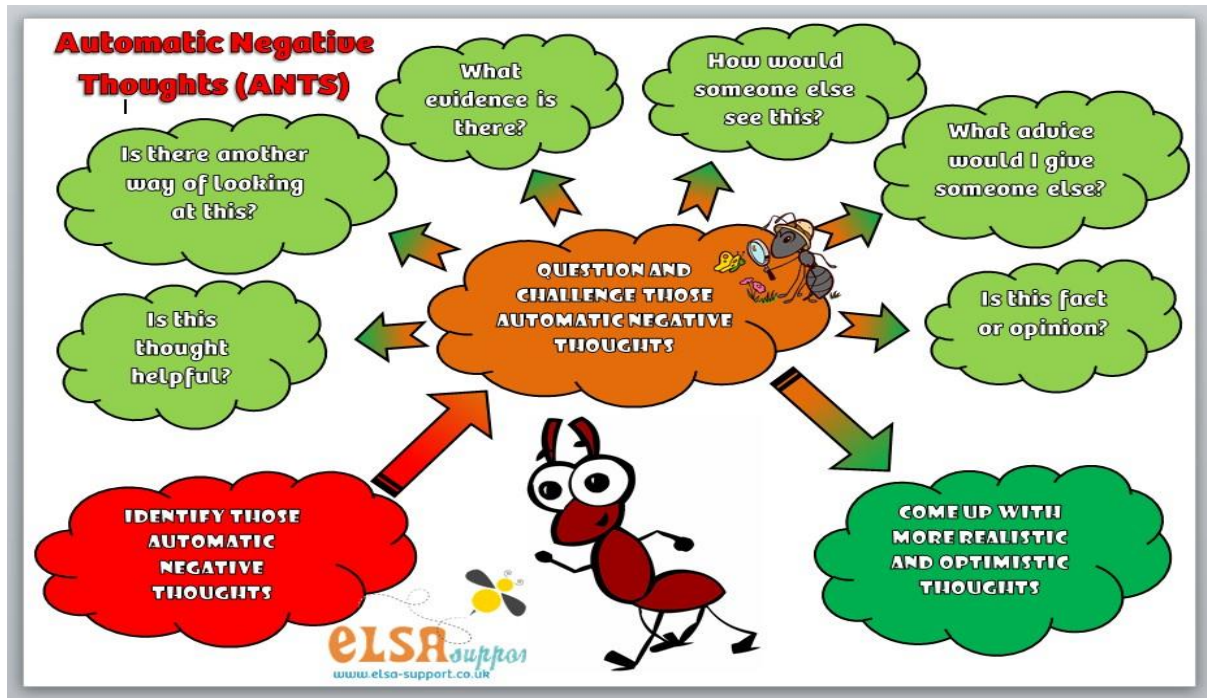 Automatic Negative
Thoughts (ANTS)
What
evidence is
there?
How would
someone else
see this?
Is there another
way of looking
at this?
What advice
would I give
someone else?
QUESTION AND
CHALLENGE THOSE
AUTOMATIC NEGATIVE
THOUGHTS
Is this
thought
helpful?
Is this fact
or opinion?
IDENTIFY THOSE
AUTOMATIC
NEGATIVE
THOUGHTS
COME UP WITH
MORE REALISTIC
AND OPTIMISTIC
THOUGHTS
eLSA suppor
www.elsa-support.co.uk